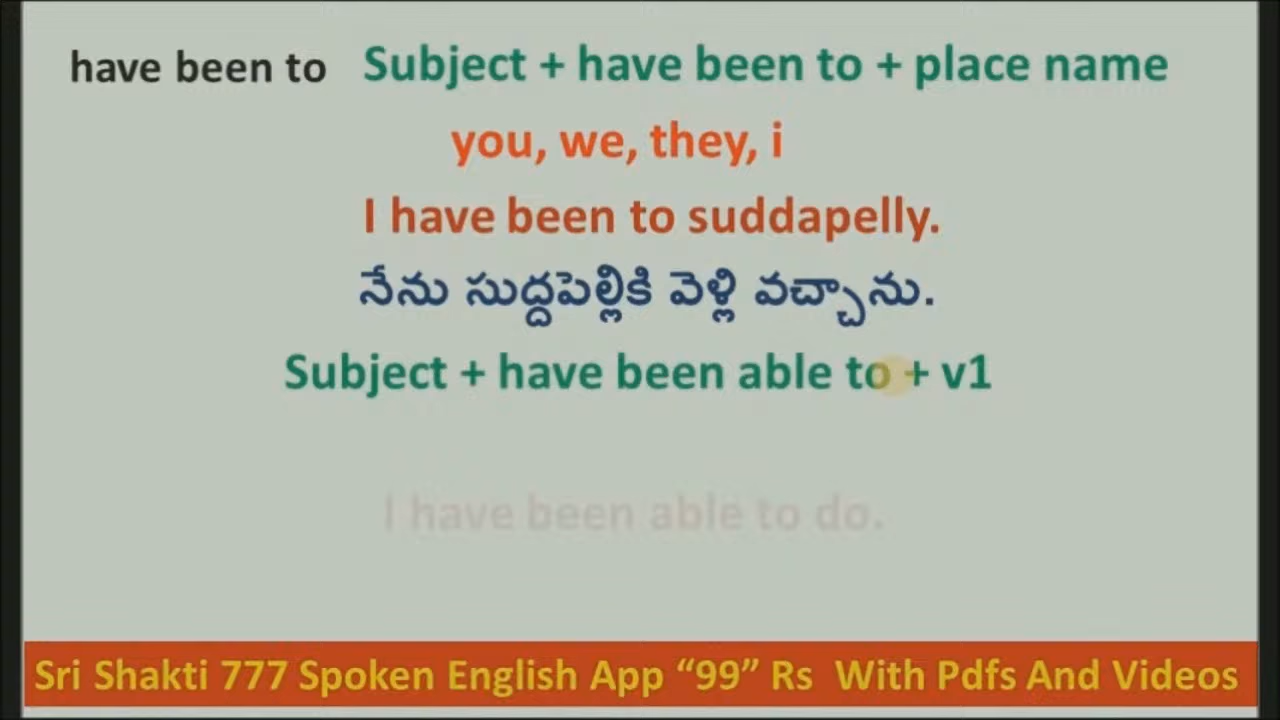 have been to Subject + have been to + place name
you, we, they, i
I have been to suddapelly.
నేను సుద్దపెల్లికి వెళ్లి వచ్చాను.
Subject + have been able to + v1
I have been able to do.
Sri Shakti 777 Spoken English App “99” Rs With Pdfs And Videos